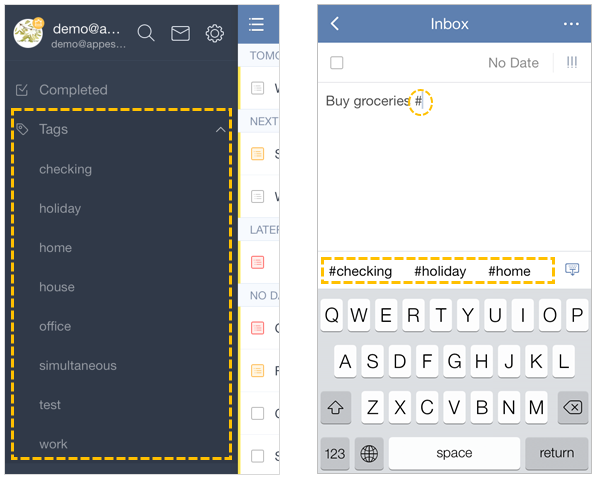 demo@a...
demo@appes...
Completed
Tags
checking
holiday
home
house
office
simultaneous
test
work
TOMO
W
NEXT
S
W
LATER
NO DA
C
F
C
S
Inbox
No Date
!!!
Buy groceries #
#checking #holiday #home
Q W E R T Y U I O P
A S D F G H J K L
Z X C V B N M
123 space return